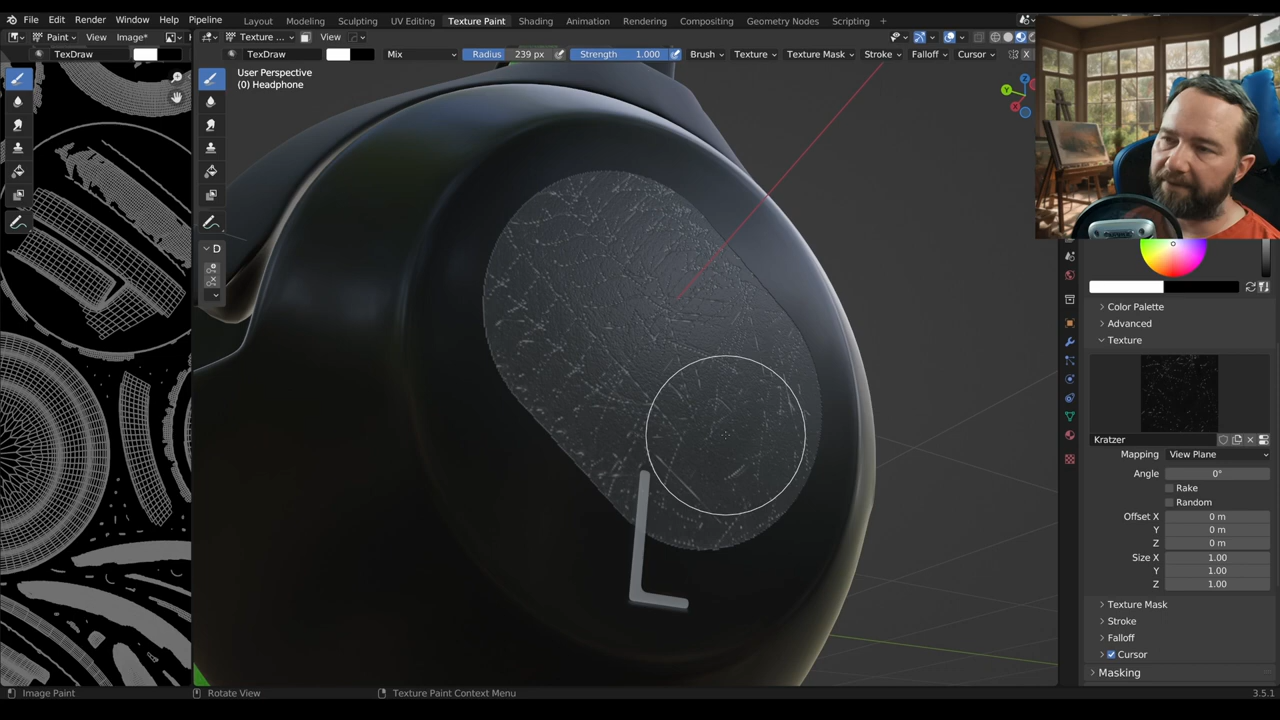 File Edit Render Window Help Pipeline Layout Modeling Sculpting UV Editing Texture Paint Shading Animation Rendering Compositing Geometry Nodes Scripting +
Paint View Image* Texture ... View
TexDraw TexDraw Mix Radius 239 px Strength 1.000 Brush Texture Texture Mask Stroke Falloff Cursor X
User Perspective
(0) Headphone
Z
Y
X
D
Color Palette
Advanced
Texture
Kratzer
Mapping View Plane
Angle 0°
Rake
Random
Offset X 0 m
Y 0 m
Z 0 m
Size X 1.00
Y 1.00
Z 1.00
Texture Mask
Stroke
Falloff
Cursor
Masking
Image Paint Rotate View Texture Paint Context Menu 3.5.1
L